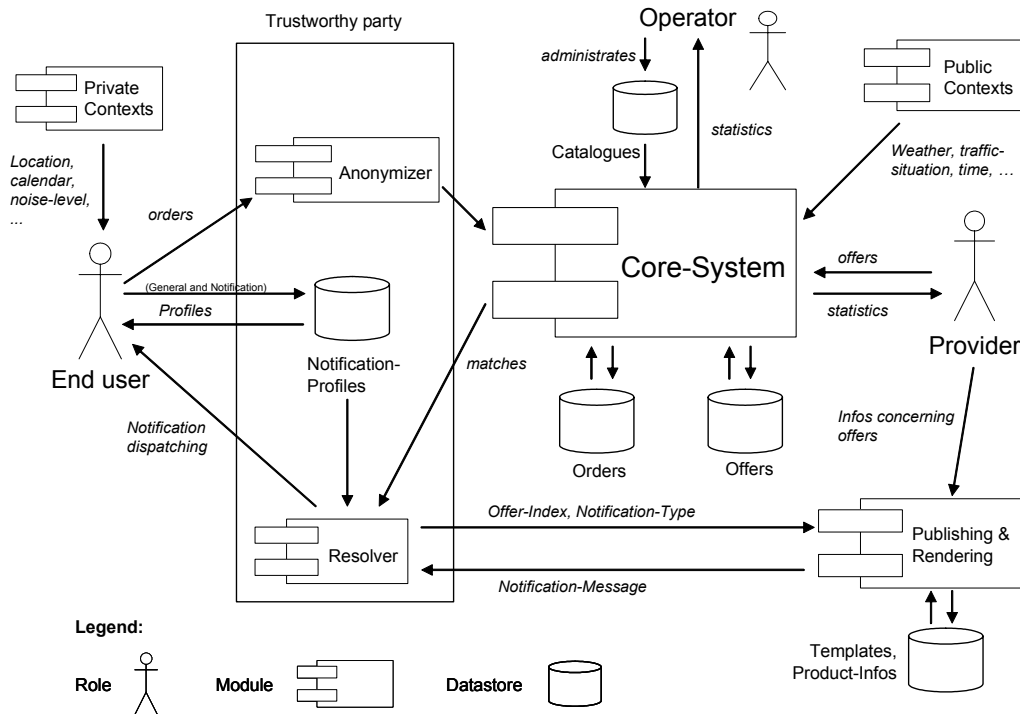 Trustworthy party
Operator
administrates
Private
Contexts
Public
Contexts
statistics
Catalogues
Location,
calendar,
noise-level,
...
Anonymizer
Weather, traffic-
situation, time, …
orders
Core-System
offers
(General and Notification)
Profiles
statistics
End user
Notification-
Profiles
matches
Provider
Notification
dispatching
Infos concerning
offers
Orders
Offers
Offer-Index, Notification-Type
Resolver
Publishing &
Rendering
Notification-Message
Legend:
Templates,
Product-Infos
Role
Module
Datastore